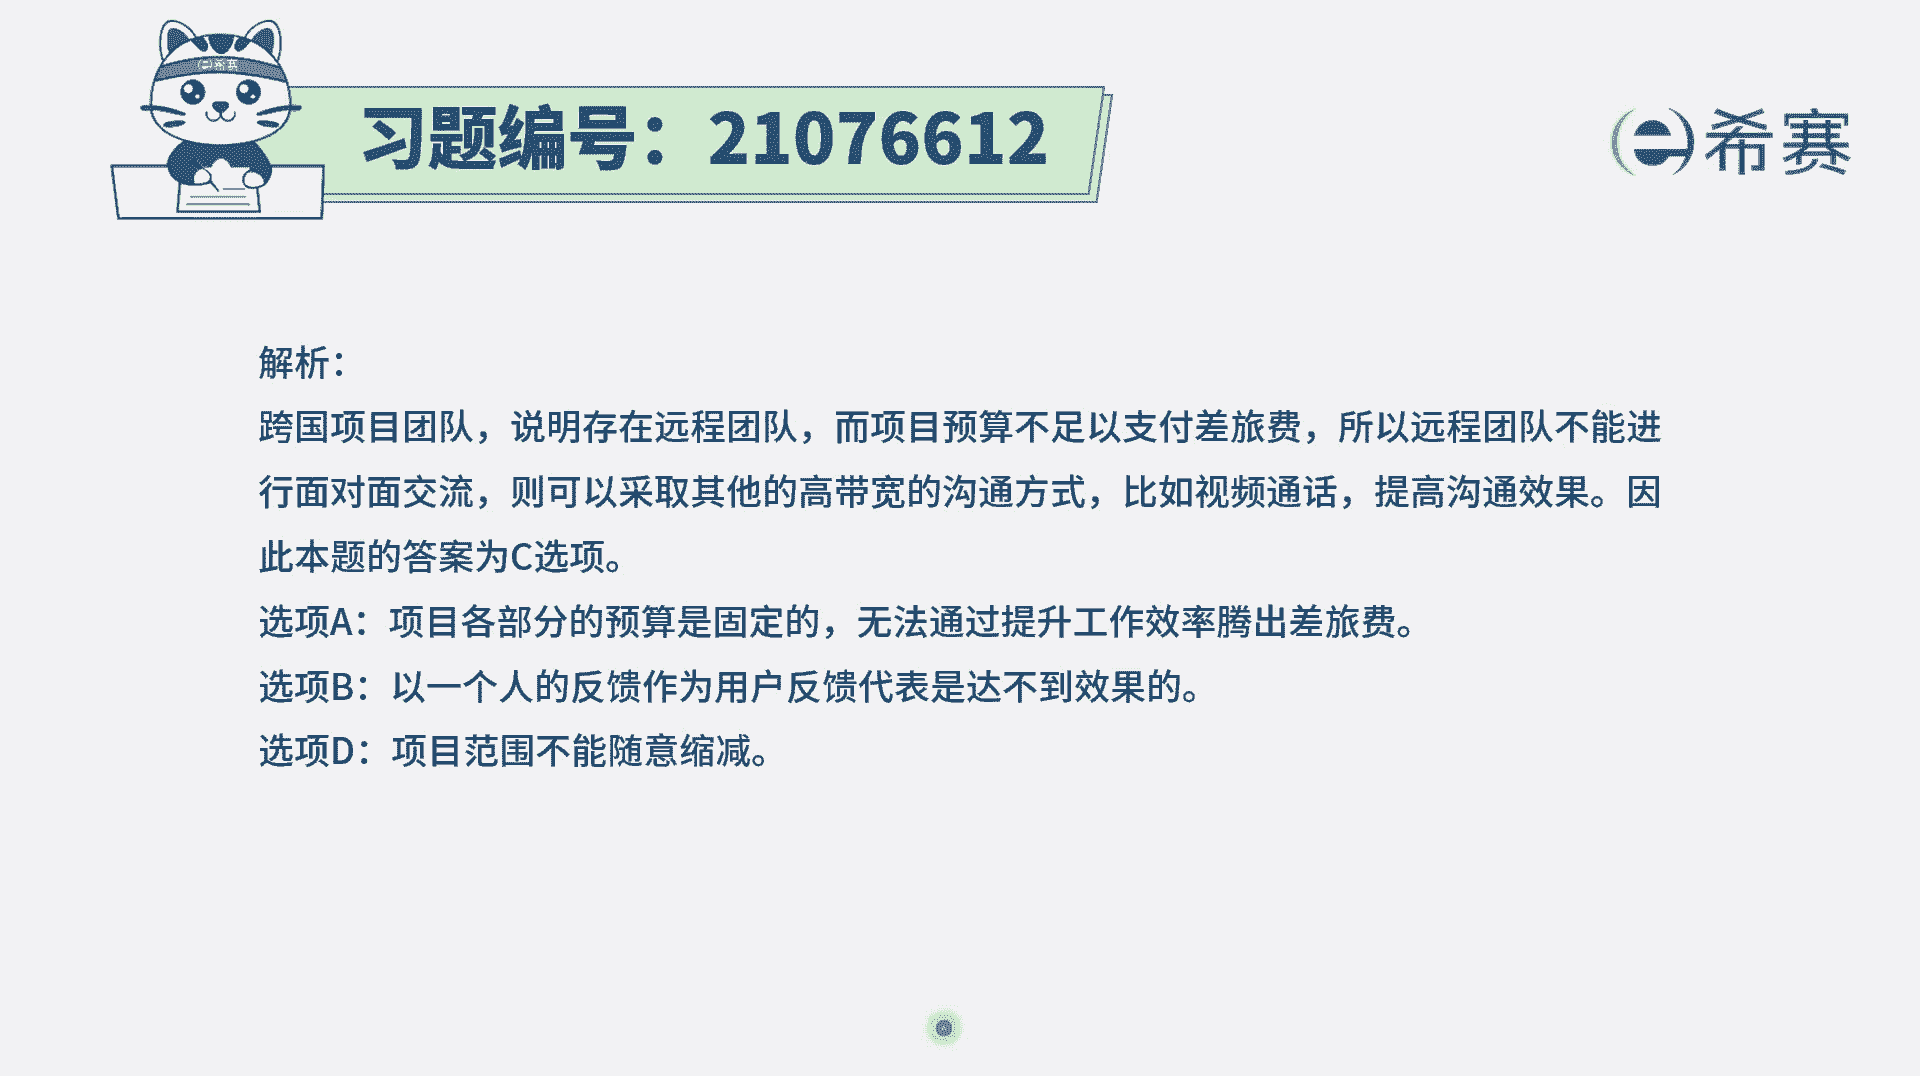 希赛
习题编号：21076612
希赛
解析：
跨国项目团队，说明存在远程团队，而项目预算不足以支付差旅费，所以远程团队不能进
行面对面交流，则可以采取其他的高带宽的沟通方式，比如视频通话，提高沟通效果。因
此本题的答案为C选项。
选项A：项目各部分的预算是固定的，无法通过提升工作效率腾出差旅费。
选项B：以一个人的反馈作为用户反馈代表是达不到效果的。
选项D：项目范围不能随意缩减。